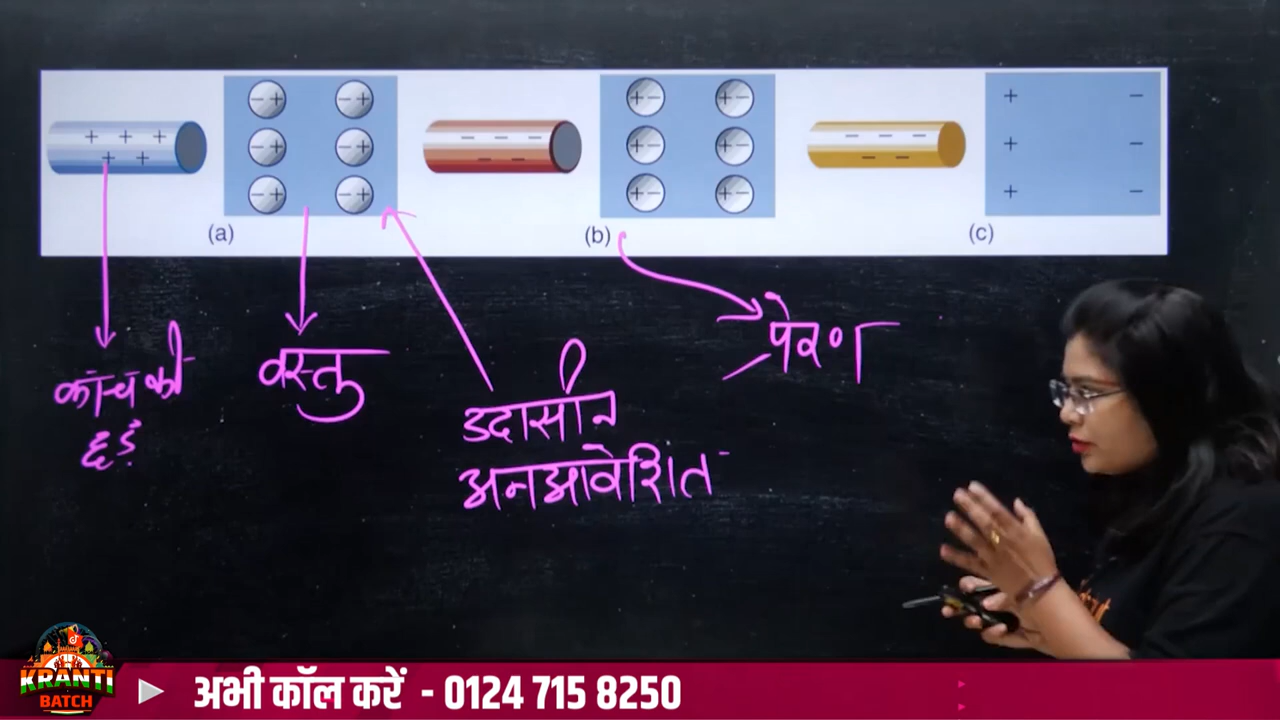 + + +
+ +
- + - +
- + - +
- + - +
(a)
− − −
− −
+ − + −
+ − + −
+ − + −
(b)
− − −
− −
+ −
+ −
+ −
(c)
काँच की
छड़
वस्तु
उदासीन
अनआवेशित
प्रेरण
KRANTI
BATCH
अभी कॉल करें - 0124 715 8250